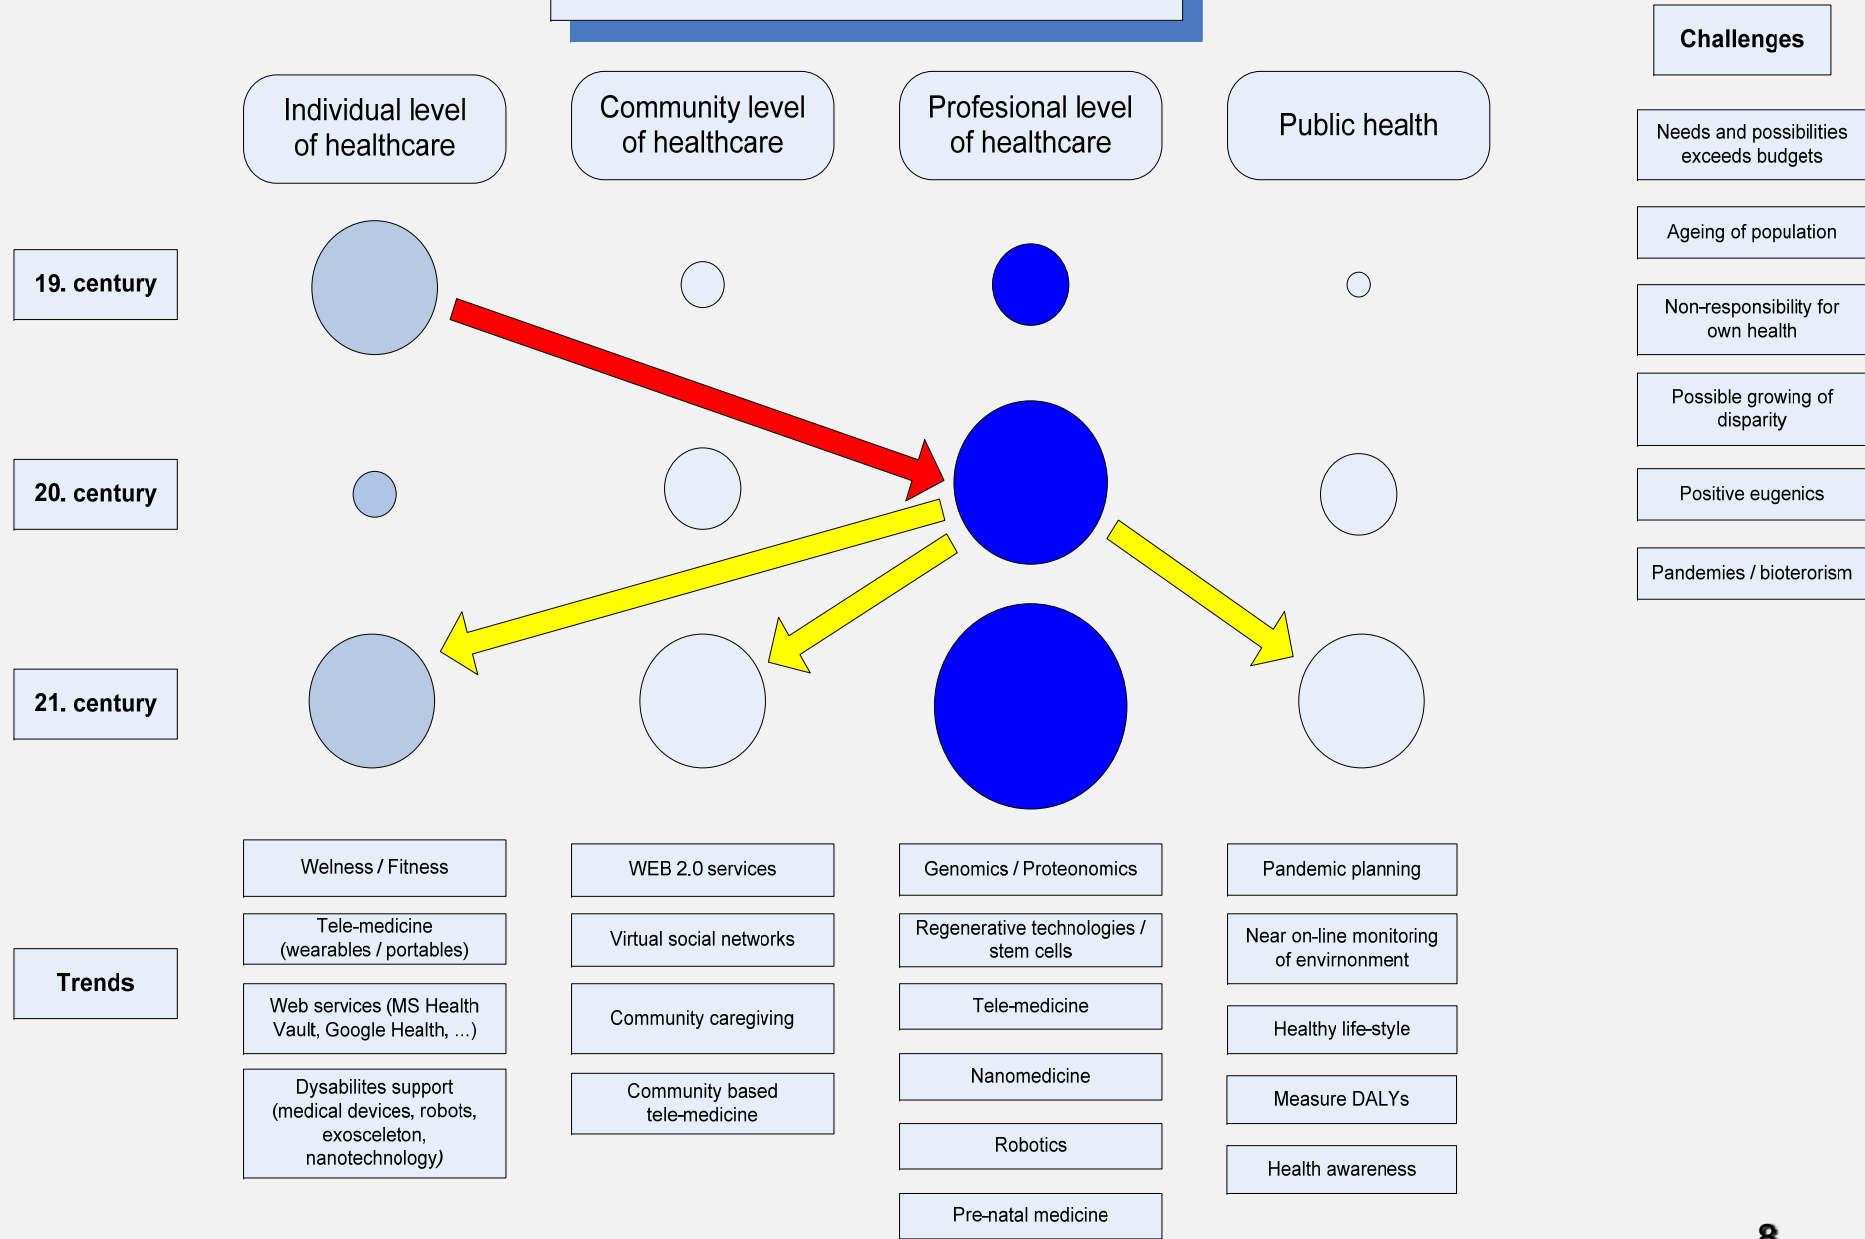 Challenges
Individual level
of healthcare
Community level
of healthcare
Profesional level
of healthcare
Public health
Needs and possibilities
exceeds budgets
Ageing of population
19. century
Non-responsibility for
own health
Possible growing of
disparity
20. century
Positive eugenics
Pandemies / bioterorism
21. century
Trends
Welness / Fitness
Tele-medicine
(wearables / portables)
Web services (MS Health
Vault, Google Health, ...)
Dysabilites support
(medical devices, robots,
exosceleton,
nanotechnology)
WEB 2.0 services
Virtual social networks
Community caregiving
Community based
tele-medicine
Genomics / Proteonomics
Regenerative technologies /
stem cells
Tele-medicine
Nanomedicine
Robotics
Pre-natal medicine
Pandemic planning
Near on-line monitoring
of envirnonment
Healthy life-style
Measure DALYs
Health awareness
8